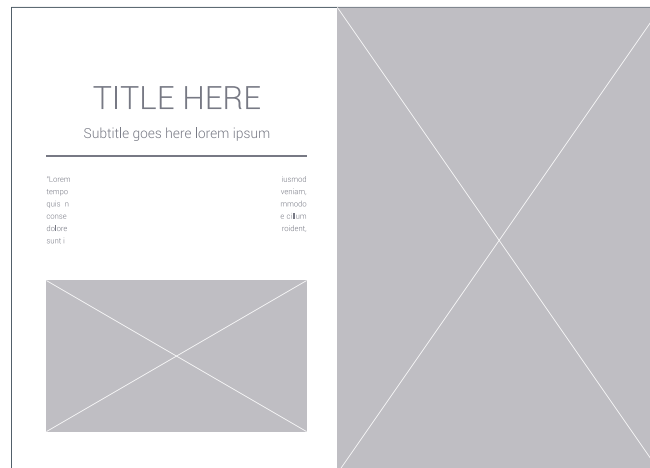 TITLE HERE
Subtitle goes here lorem ipsum
"Lorem iusmod
tempo veniam,
quis n mmodo
conse e cillum
dolore roident,
sunt i